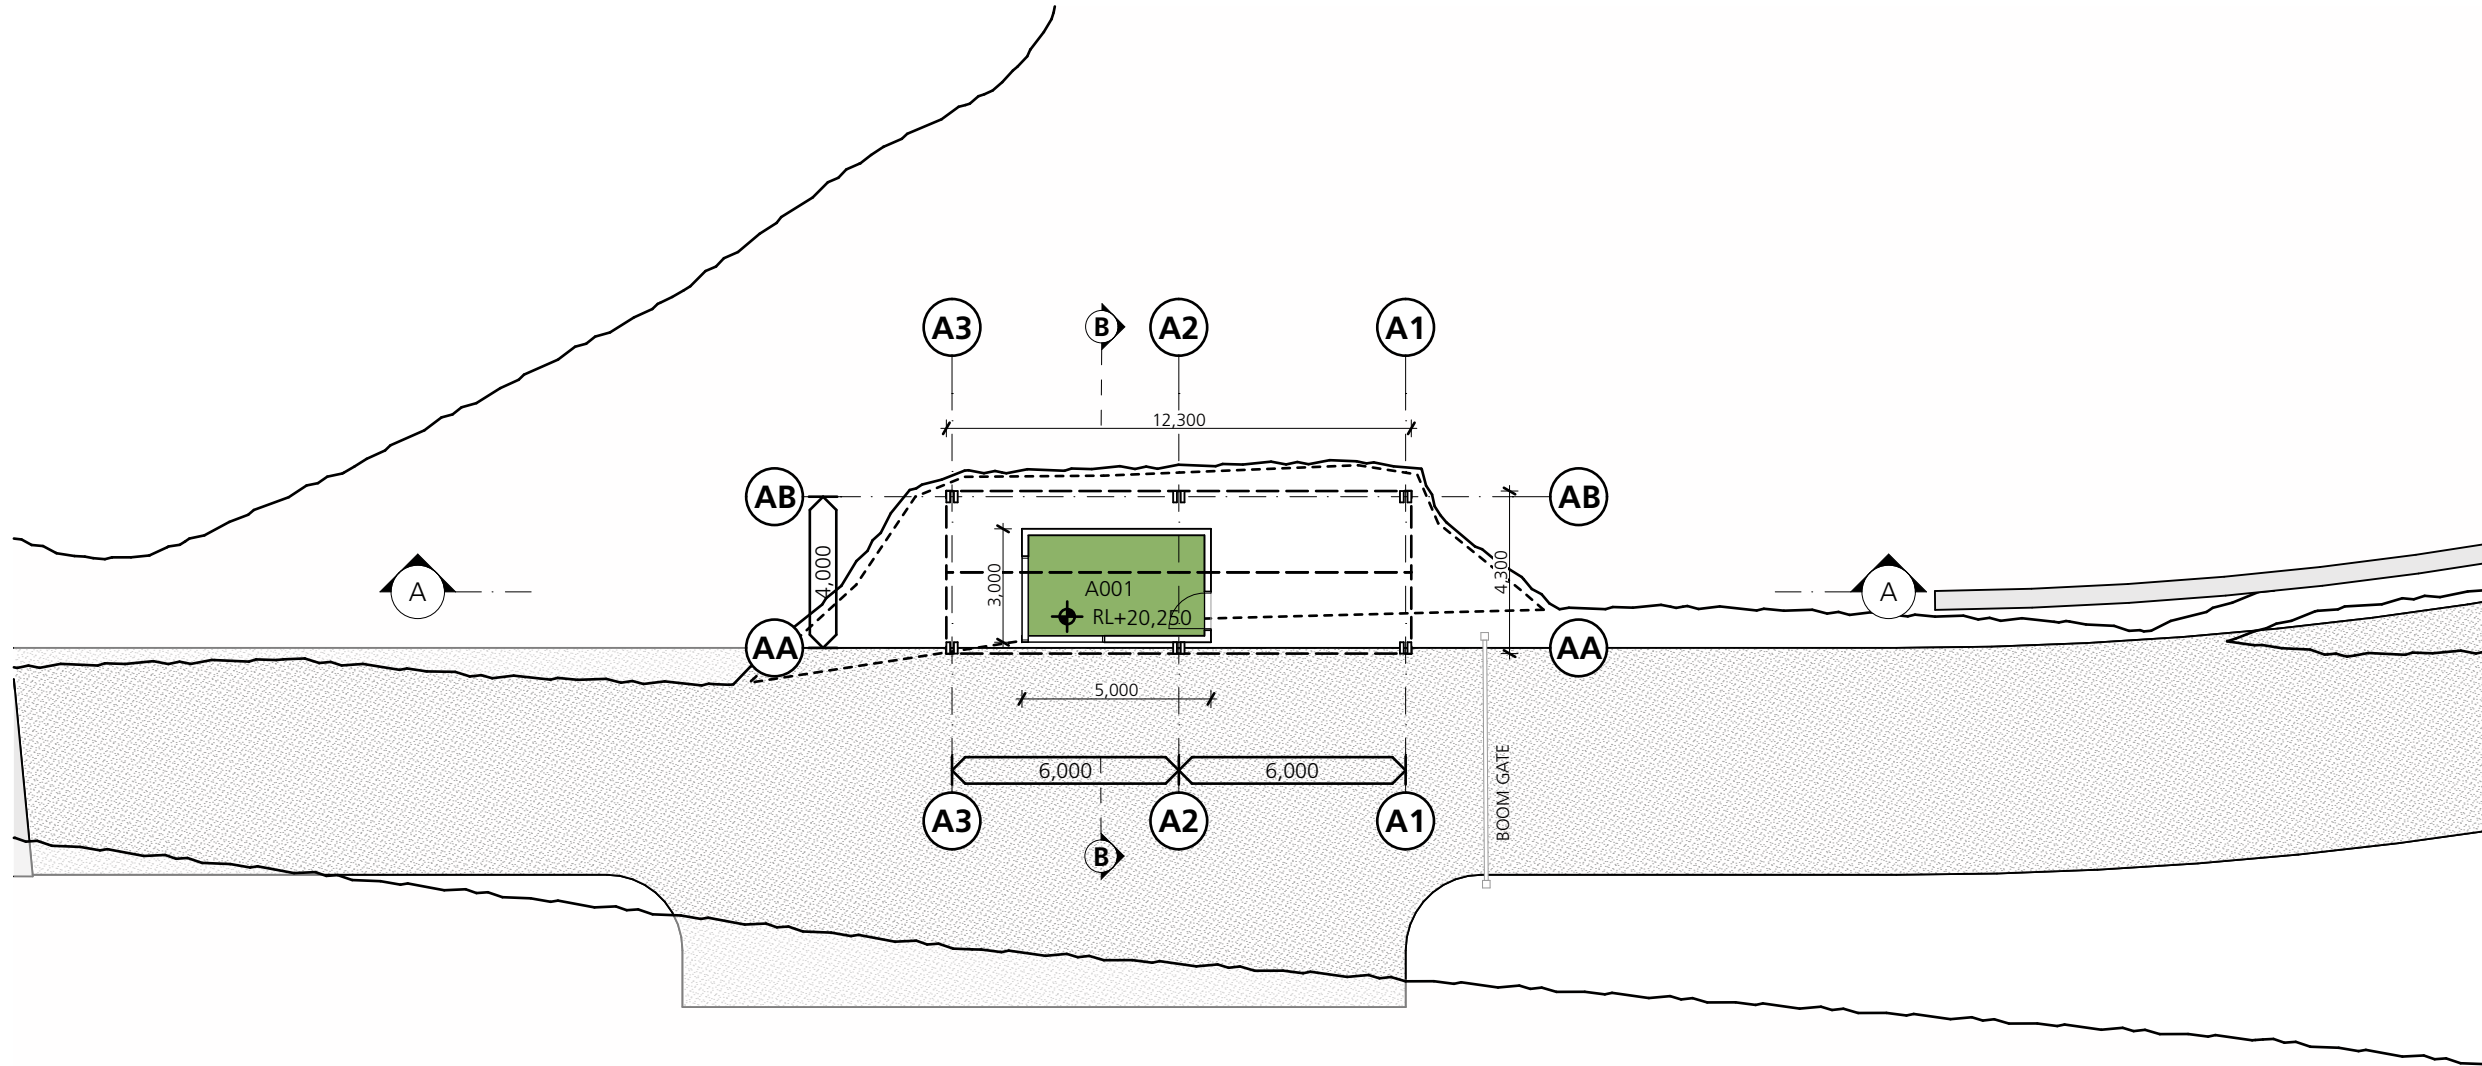 A3
B
A2
A1
12,300
AB
AB
4,000
3,000
4,300
A001
RL+20,250
A
A
AA
AA
5,000
6,000
6,000
BOOM GATE
A3
A2
A1
B